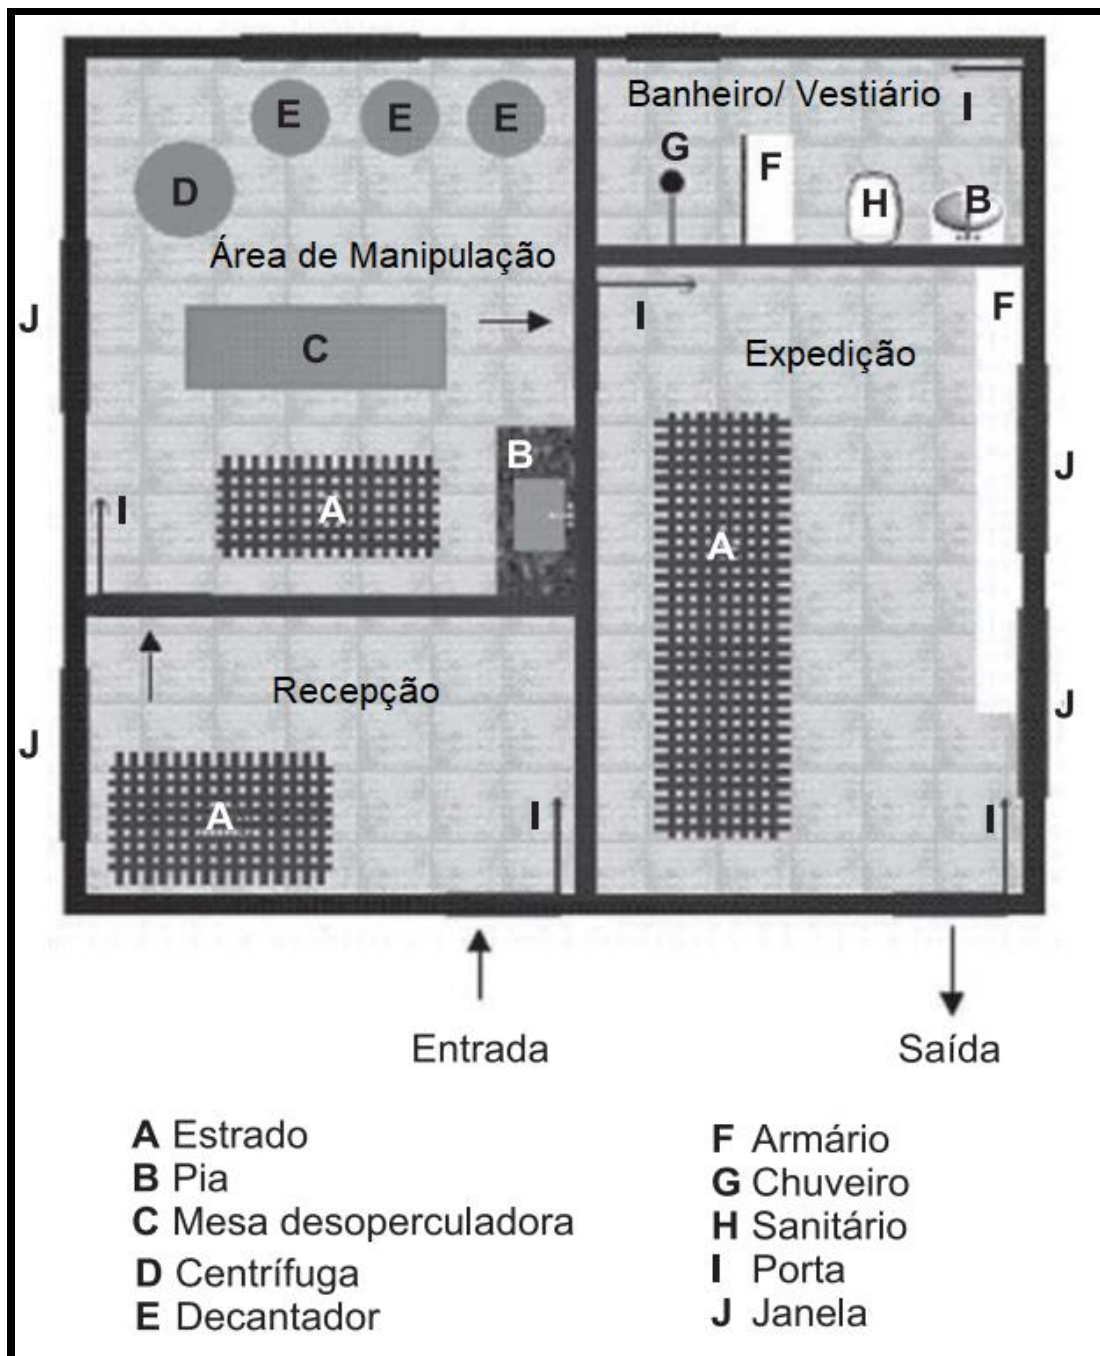 E E E
Banheiro/ Vestiário
I
G
F
D
H
B
Área de Manipulação
J
I
F
C
Expedição
B
J
A
I
A
Recepção
J
J
A
I
I
Entrada
Saída
A Estrado
B Pia
C Mesa desoperculadora
D Centrífuga
E Decantador
F Armário
G Chuveiro
H Sanitário
I Porta
J Janela